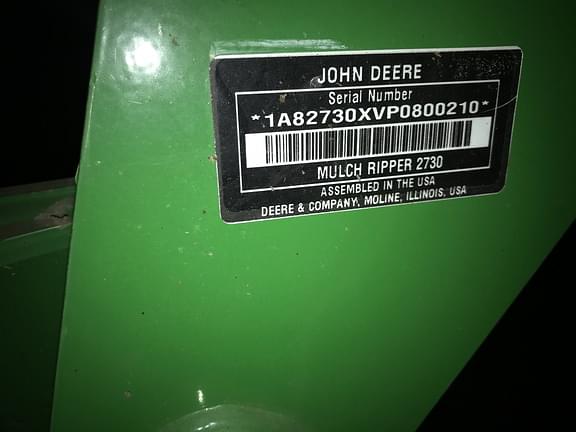 JOHN DEERE
Serial Number
*1A82730XVP0800210*
MULCH RIPPER 2730
ASSEMBLED IN THE USA
DEERE & COMPANY, MOLINE, ILLINOIS, USA